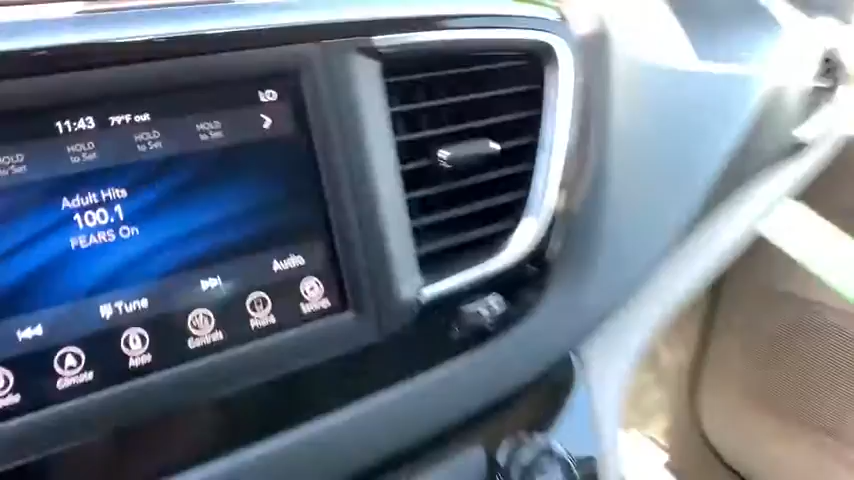 11:43 79°F out
HOLD to Set
HOLD to Set
HOLD to Set
HOLD to Set
Adult Hits
100.1
FEARS On
Tune
Audio
Climate
Apps
Controls
Phone
Settings